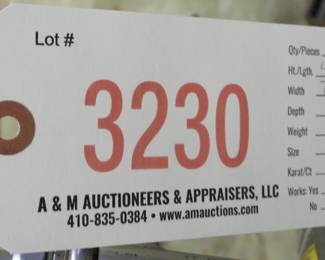 Lot #
3230
A & M AUCTIONEERS & APPRAISERS, LLC
410-835-0384 • www.amauctions.com
Qty/Pieces
Ht./Lgth.
Width
Depth
Weight
Size
Karat/Ct
Works: Yes
No